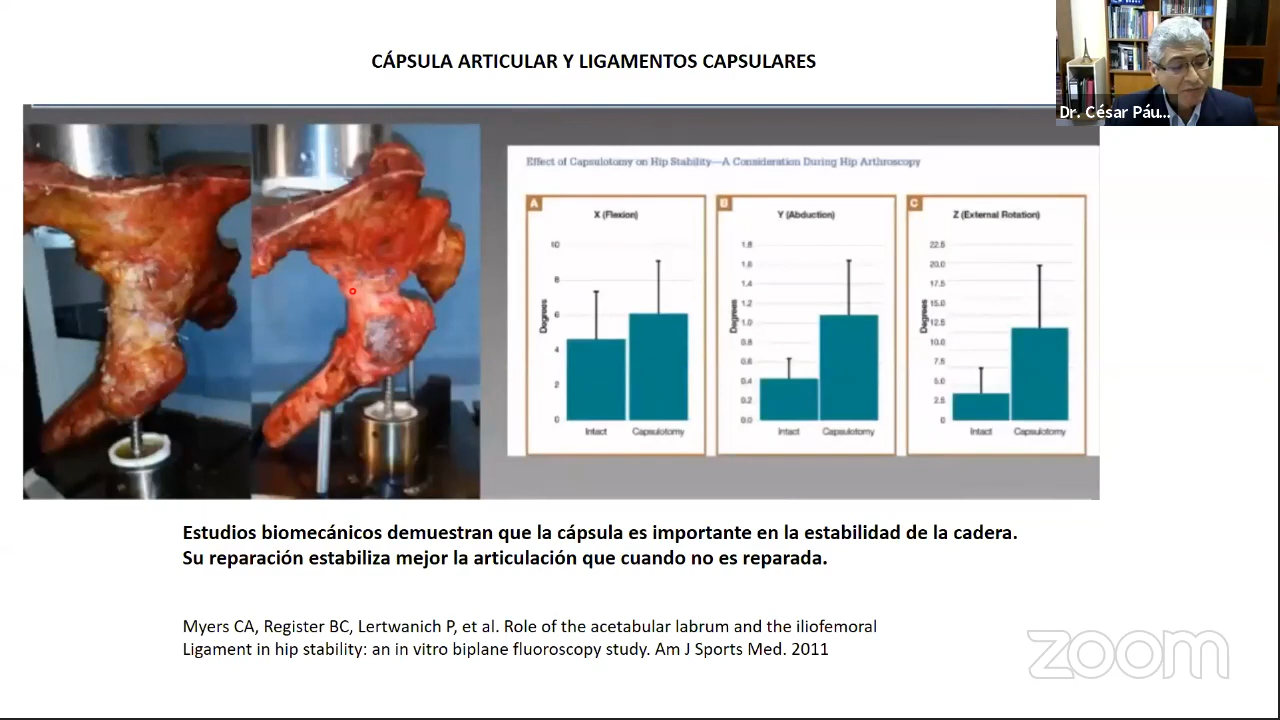 CÁPSULA ARTICULAR Y LIGAMENTOS CAPSULARES
Dr. César Páu...
Effect of Capsulotomy on Hip Stability—A Consideration During Hip Arthroscopy
A
X (Flexion)
Degrees
10
8
6
4
2
0
Intact
Capsulotomy
B
Y (Abduction)
Degrees
1.8
1.6
1.4
1.2
1.0
0.8
0.6
0.4
0.2
0.0
Intact
Capsulotomy
C
Z (External Rotation)
Degrees
22.5
20.0
17.5
15.0
12.5
10.0
7.5
5.0
2.5
0
Intact
Capsulotomy
Estudios biomecánicos demuestran que la cápsula es importante en la estabilidad de la cadera.
Su reparación estabiliza mejor la articulación que cuando no es reparada.
Myers CA, Register BC, Lertwanich P, et al. Role of the acetabular labrum and the iliofemoral
Ligament in hip stability: an in vitro biplane fluoroscopy study. Am J Sports Med. 2011
zoom